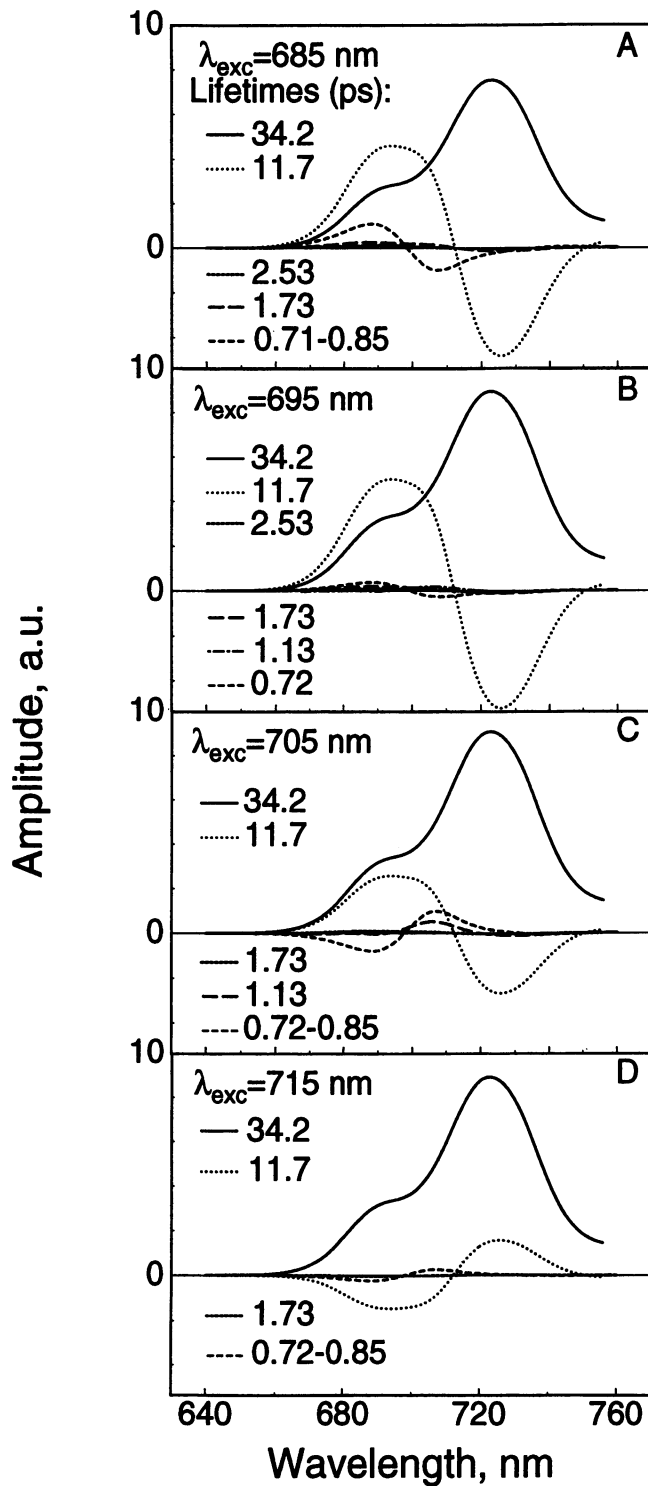 Amplitude, a.u.
10
A
λexc=685 nm
Lifetimes (ps):
34.2
11.7
0
2.53
1.73
0.71-0.85
10
B
λexc=695 nm
34.2
11.7
2.53
0
1.73
1.13
0.72
10
C
λexc=705 nm
34.2
11.7
0
1.73
1.13
0.72-0.85
10
D
λexc=715 nm
34.2
11.7
0
1.73
0.72-0.85
640 680 720 760
Wavelength, nm